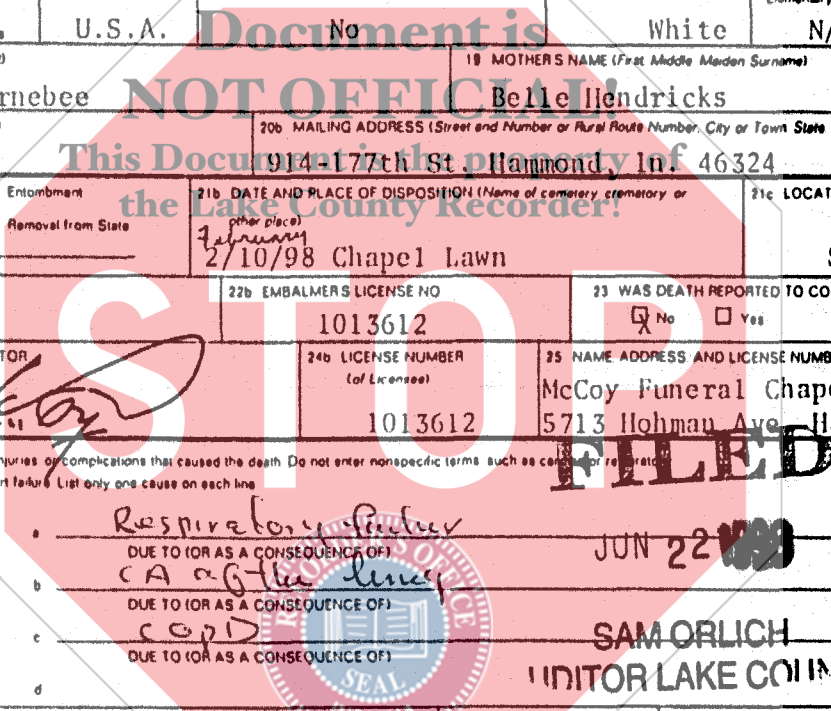 U.S.A. No White N/
Document is
19 MOTHER'S NAME (First Middle Maiden Surname)
rnebee Belle Hendricks
NOT OFFICIAL!
20b MAILING ADDRESS (Street and Number or Rural Route Number, City or Town State
914-177th St. Hammond, In. 46324
This Document is the property of
Entombment 21b DATE AND PLACE OF DISPOSITION (Name of cemetery crematory or 21c LOCAT
the Lake County Recorder!
Removal from State other place)
February
2/10/98 Chapel Lawn
STOP
22b EMBALMERS LICENSE NO 23 WAS DEATH REPORTED TO CO
1013612 No Yes
TOR 24b LICENSE NUMBER 25 NAME ADDRESS AND LICENSE NUMB
(of Licensee)
McCoy Funeral Chape
1013612 5713 Hohman Ave H
njuries or complications that caused the death Do not enter nonspecific terms such as
FILED
rt failure List only one cause on each line
a Respiratory Failure
DUE TO (OR AS A CONSEQUENCE OF)
JUN 22
b CA of the lung
DUE TO (OR AS A CONSEQUENCE OF)
c COPD
SAM ORLICH
DUE TO (OR AS A CONSEQUENCE OF)
UDITOR LAKE COUN
d
RECORDER'S OFFICE
SEAL